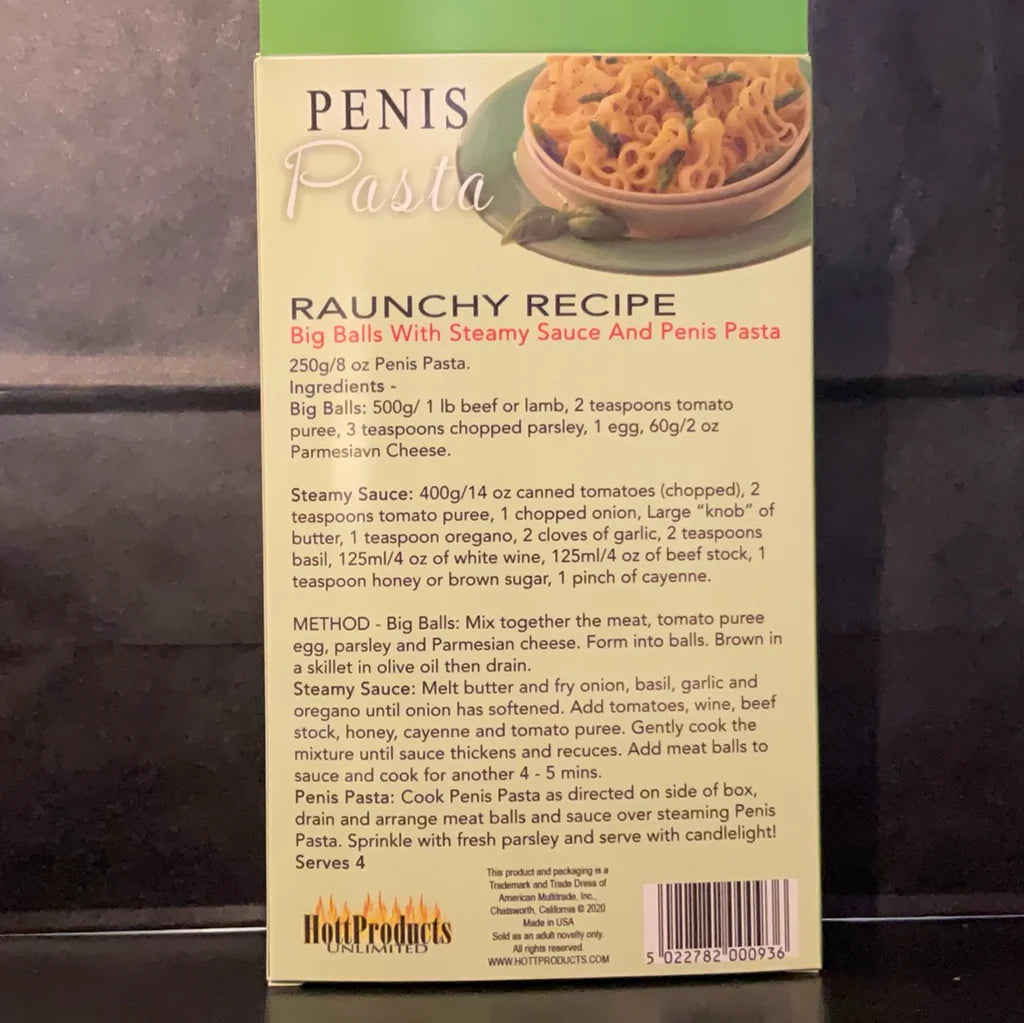 PENIS
Pasta
RAUNCHY RECIPE
Big Balls With Steamy Sauce And Penis Pasta
250g/8 oz Penis Pasta.
Ingredients -
Big Balls: 500g/ 1 lb beef or lamb, 2 teaspoons tomato
puree, 3 teaspoons chopped parsley, 1 egg, 60g/2 oz
Parmesiavn Cheese.
Steamy Sauce: 400g/14 oz canned tomatoes (chopped), 2
teaspoons tomato puree, 1 chopped onion, Large “knob” of
butter, 1 teaspoon oregano, 2 cloves of garlic, 2 teaspoons
basil, 125ml/4 oz of white wine, 125ml/4 oz of beef stock, 1
teaspoon honey or brown sugar, 1 pinch of cayenne.
METHOD - Big Balls: Mix together the meat, tomato puree
egg, parsley and Parmesan cheese. Form into balls. Brown in
a skillet in olive oil then drain.
Steamy Sauce: Melt butter and fry onion, basil, garlic and
oregano until onion has softened. Add tomatoes, wine, beef
stock, honey, cayenne and tomato puree. Gently cook the
mixture until sauce thickens and recuces. Add meat balls to
sauce and cook for another 4 - 5 mins.
Penis Pasta: Cook Penis Pasta as directed on side of box,
drain and arrange meat balls and sauce over steaming Penis
Pasta. Sprinkle with fresh parsley and serve with candlelight!
Serves 4
HottProducts
UNLIMITED
This product and packaging is a
Trademark and Trade Dress of
American Multitrade, Inc.,
Chatsworth, California © 2020
Made in USA
Sold as an adult novelty only.
All rights reserved.
WWW.HOTTPRODUCTS.COM
5 022782 000936